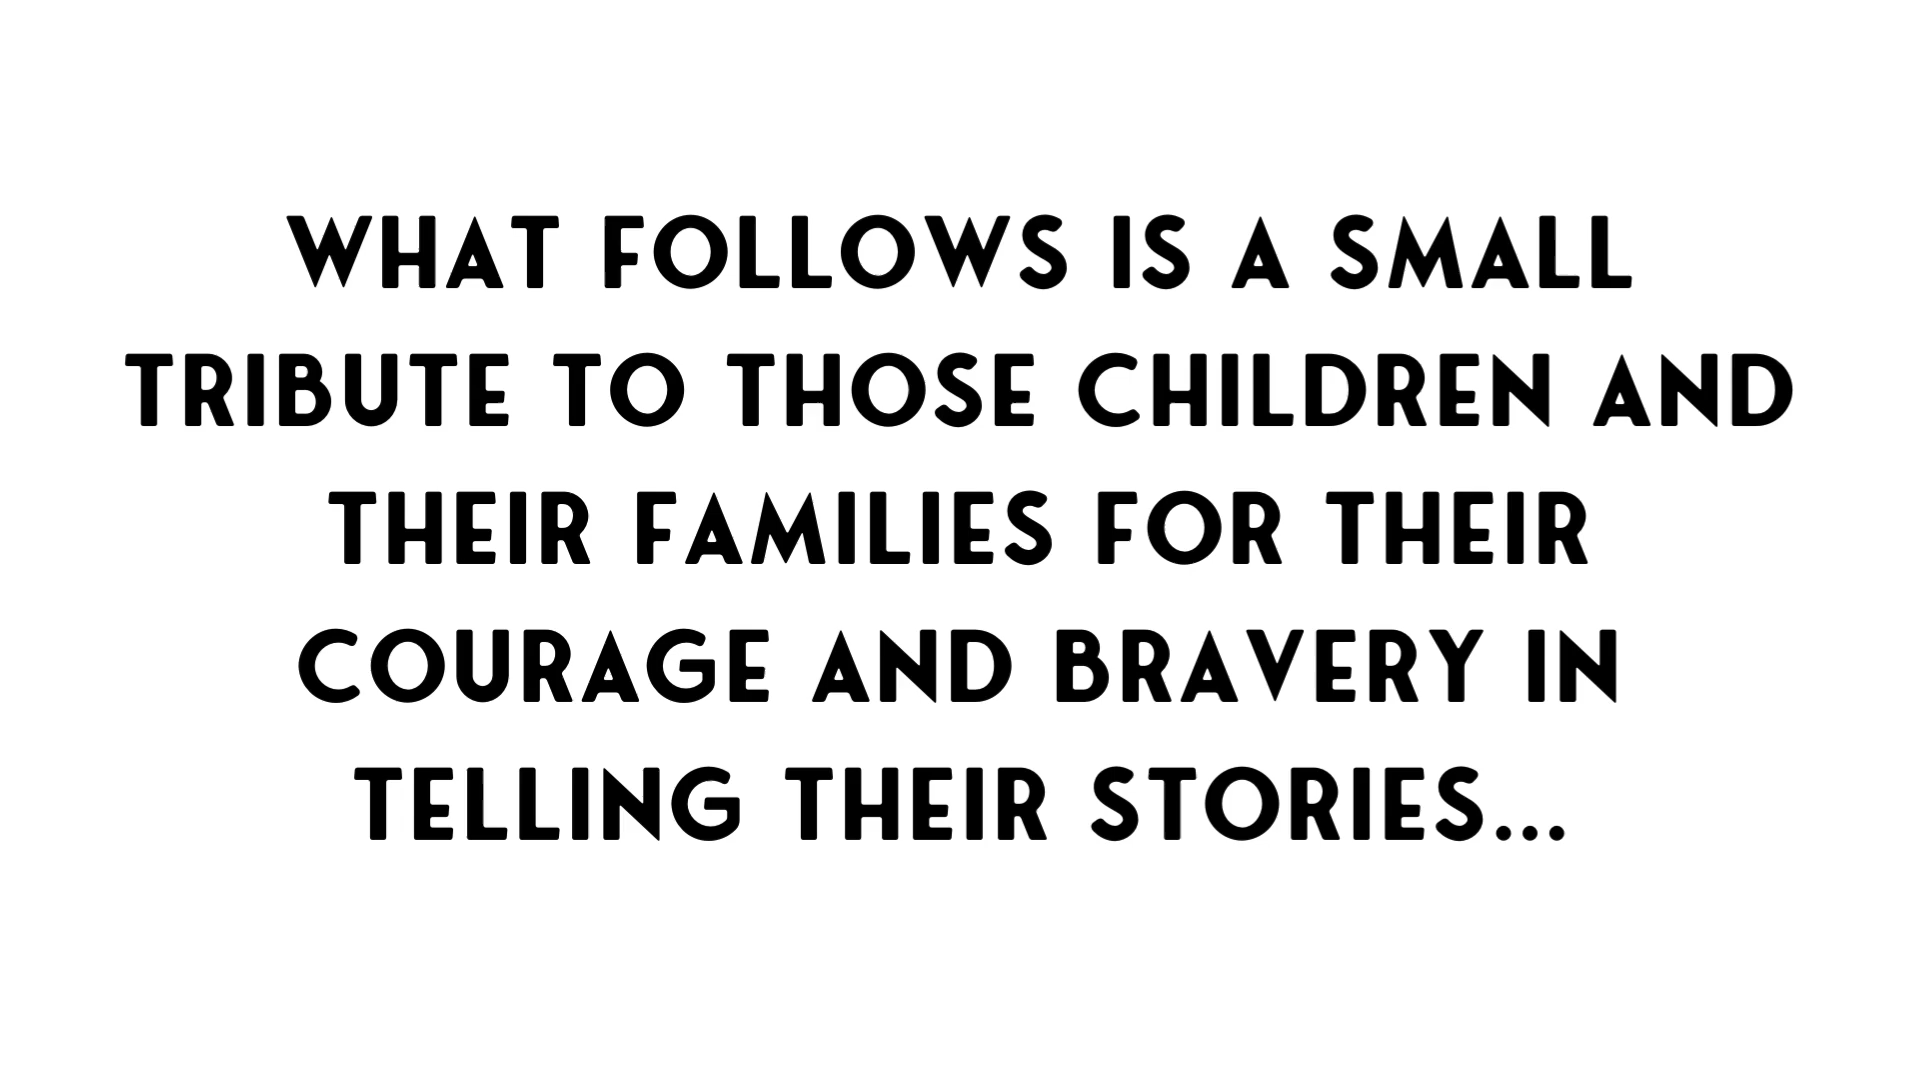 WHAT FOLLOWS IS A SMALL
TRIBUTE TO THOSE CHILDREN AND
THEIR FAMILIES FOR THEIR
COURAGE AND BRAVERY IN
TELLING THEIR STORIES...